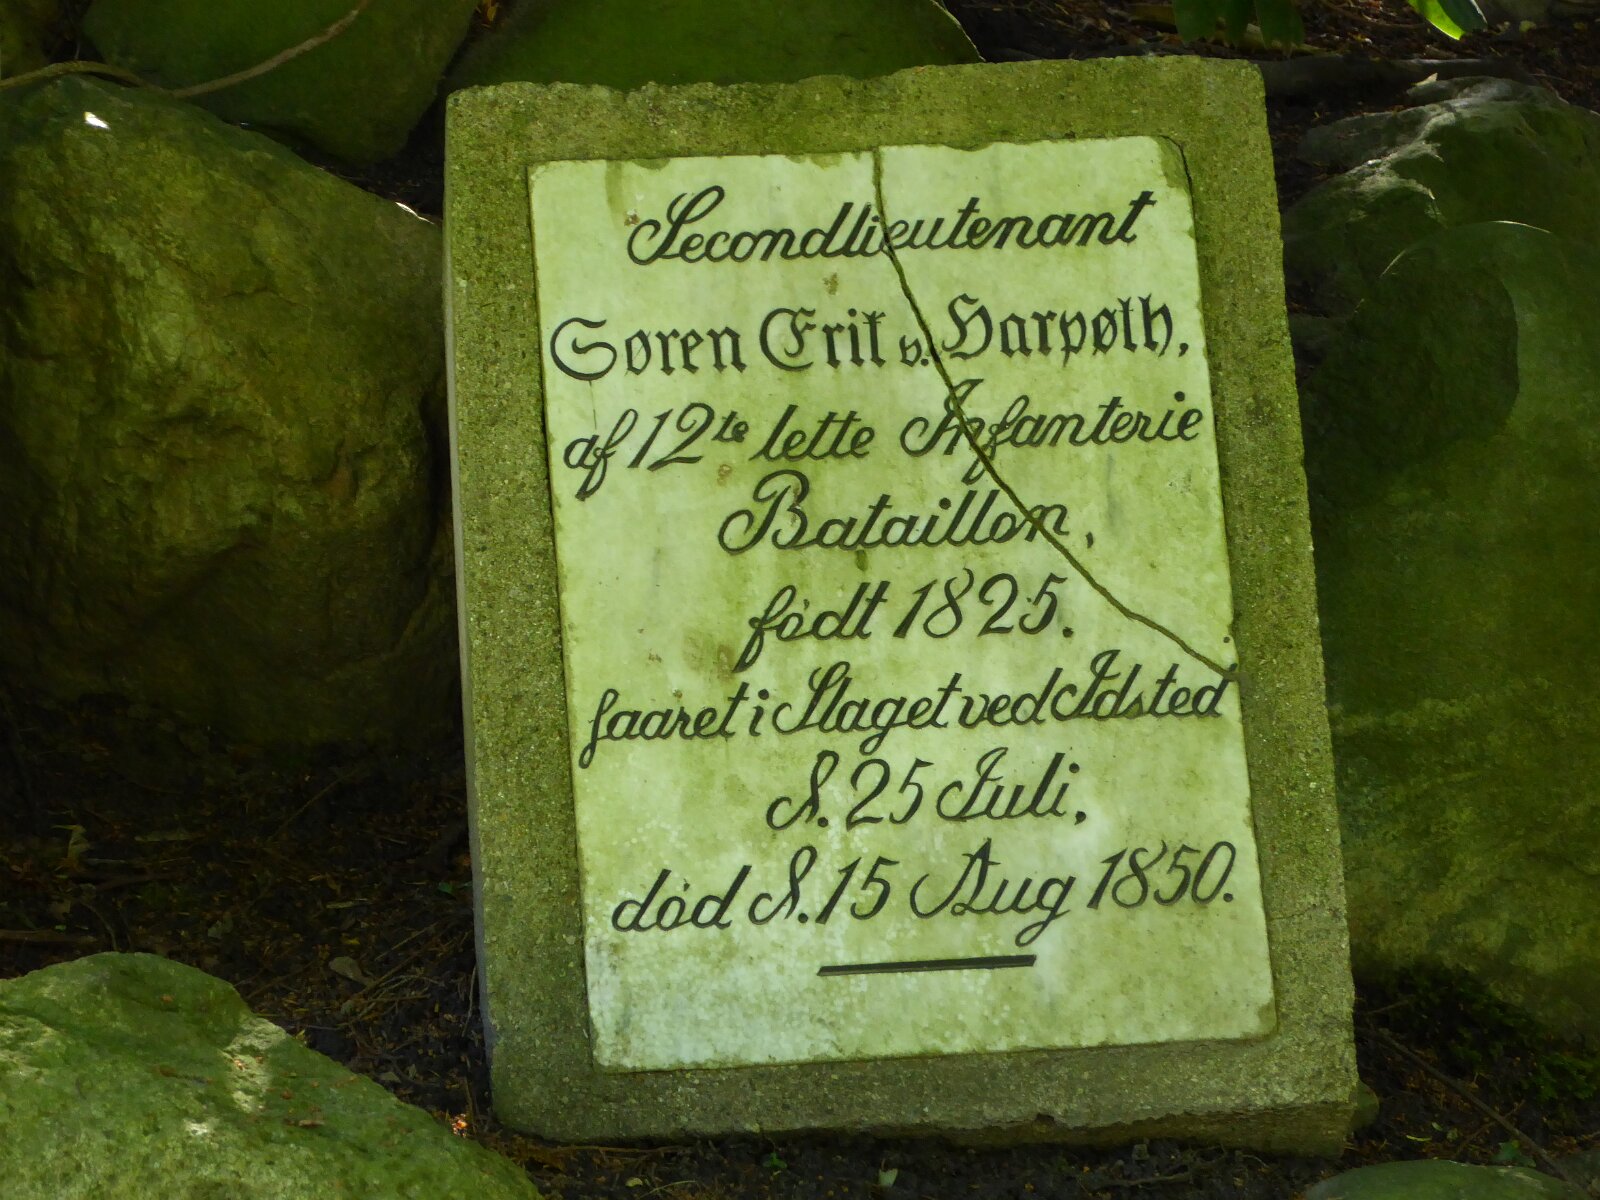 Secondlieutenant
Søren Erik v. Harpøth,
af 12te lette Infanterie
Bataillon,
født 1825.
saaret i Slaget ved Idsted
d. 25 Juli,
död d. 15 Aug 1850.